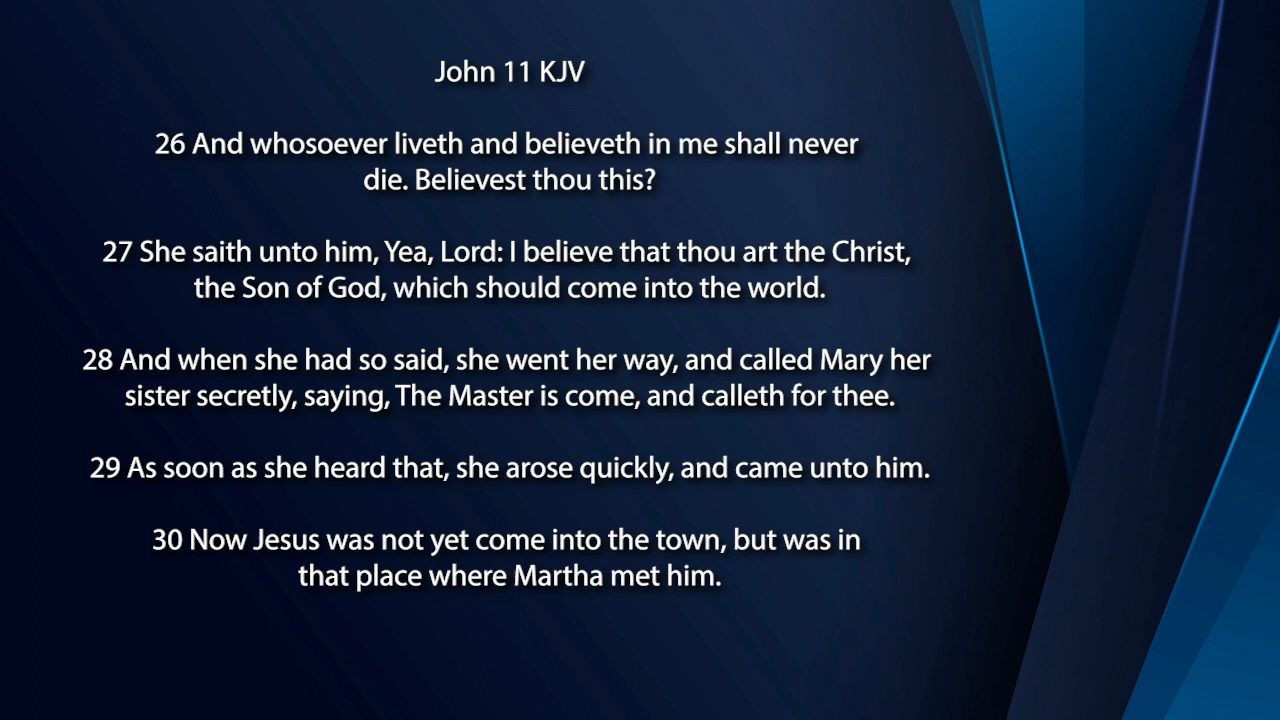 John 11 KJV
26 And whosoever liveth and believeth in me shall never
die. Believest thou this?
27 She saith unto him, Yea, Lord: I believe that thou art the Christ,
the Son of God, which should come into the world.
28 And when she had so said, she went her way, and called Mary her
sister secretly, saying, The Master is come, and calleth for thee.
29 As soon as she heard that, she arose quickly, and came unto him.
30 Now Jesus was not yet come into the town, but was in
that place where Martha met him.